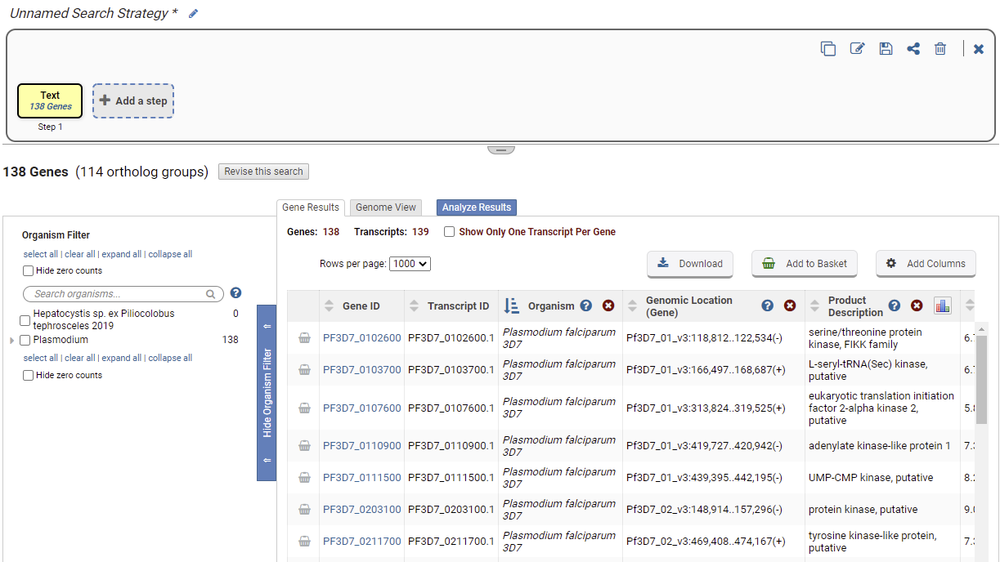 Unnamed Search Strategy *
Text
138 Genes
Add a step
Step 1
138 Genes (114 ortholog groups) Revise this search
Gene Results Genome View Analyze Results
Organism Filter
select all | clear all | expand all | collapse all
Hide zero counts
Search organisms...
Hepatocystis sp. ex Piliocolobus
tephrosceles 2019
0
Plasmodium 138
select all | clear all | expand all | collapse all
Hide zero counts
Hide Organism Filter
Genes: 138 Transcripts: 139 Show Only One Transcript Per Gene
Rows per page: 1000
Download Add to Basket Add Columns
Gene ID Transcript ID Organism Genomic Location
(Gene)
Product
Description
PF3D7_0102600 PF3D7_0102600.1 Plasmodium falciparum
3D7
Pf3D7_01_v3:118,812..122,534(-) serine/threonine protein
kinase, FIKK family
PF3D7_0103700 PF3D7_0103700.1 Plasmodium falciparum
3D7
Pf3D7_01_v3:166,497..168,687(+) L-seryl-tRNA(Sec) kinase,
putative
PF3D7_0107600 PF3D7_0107600.1 Plasmodium falciparum
3D7
Pf3D7_01_v3:313,824..319,525(+) eukaryotic translation initiation
factor 2-alpha kinase 2,
putative
PF3D7_0110900 PF3D7_0110900.1 Plasmodium falciparum
3D7
Pf3D7_01_v3:419,727..420,942(-) adenylate kinase-like protein 1
PF3D7_0111500 PF3D7_0111500.1 Plasmodium falciparum
3D7
Pf3D7_01_v3:439,395..442,195(-) UMP-CMP kinase, putative
PF3D7_0203100 PF3D7_0203100.1 Plasmodium falciparum
3D7
Pf3D7_02_v3:148,914..157,296(-) protein kinase, putative
PF3D7_0211700 PF3D7_0211700.1 Plasmodium falciparum
3D7
Pf3D7_02_v3:469,408..474,167(+) tyrosine kinase-like protein,
putative